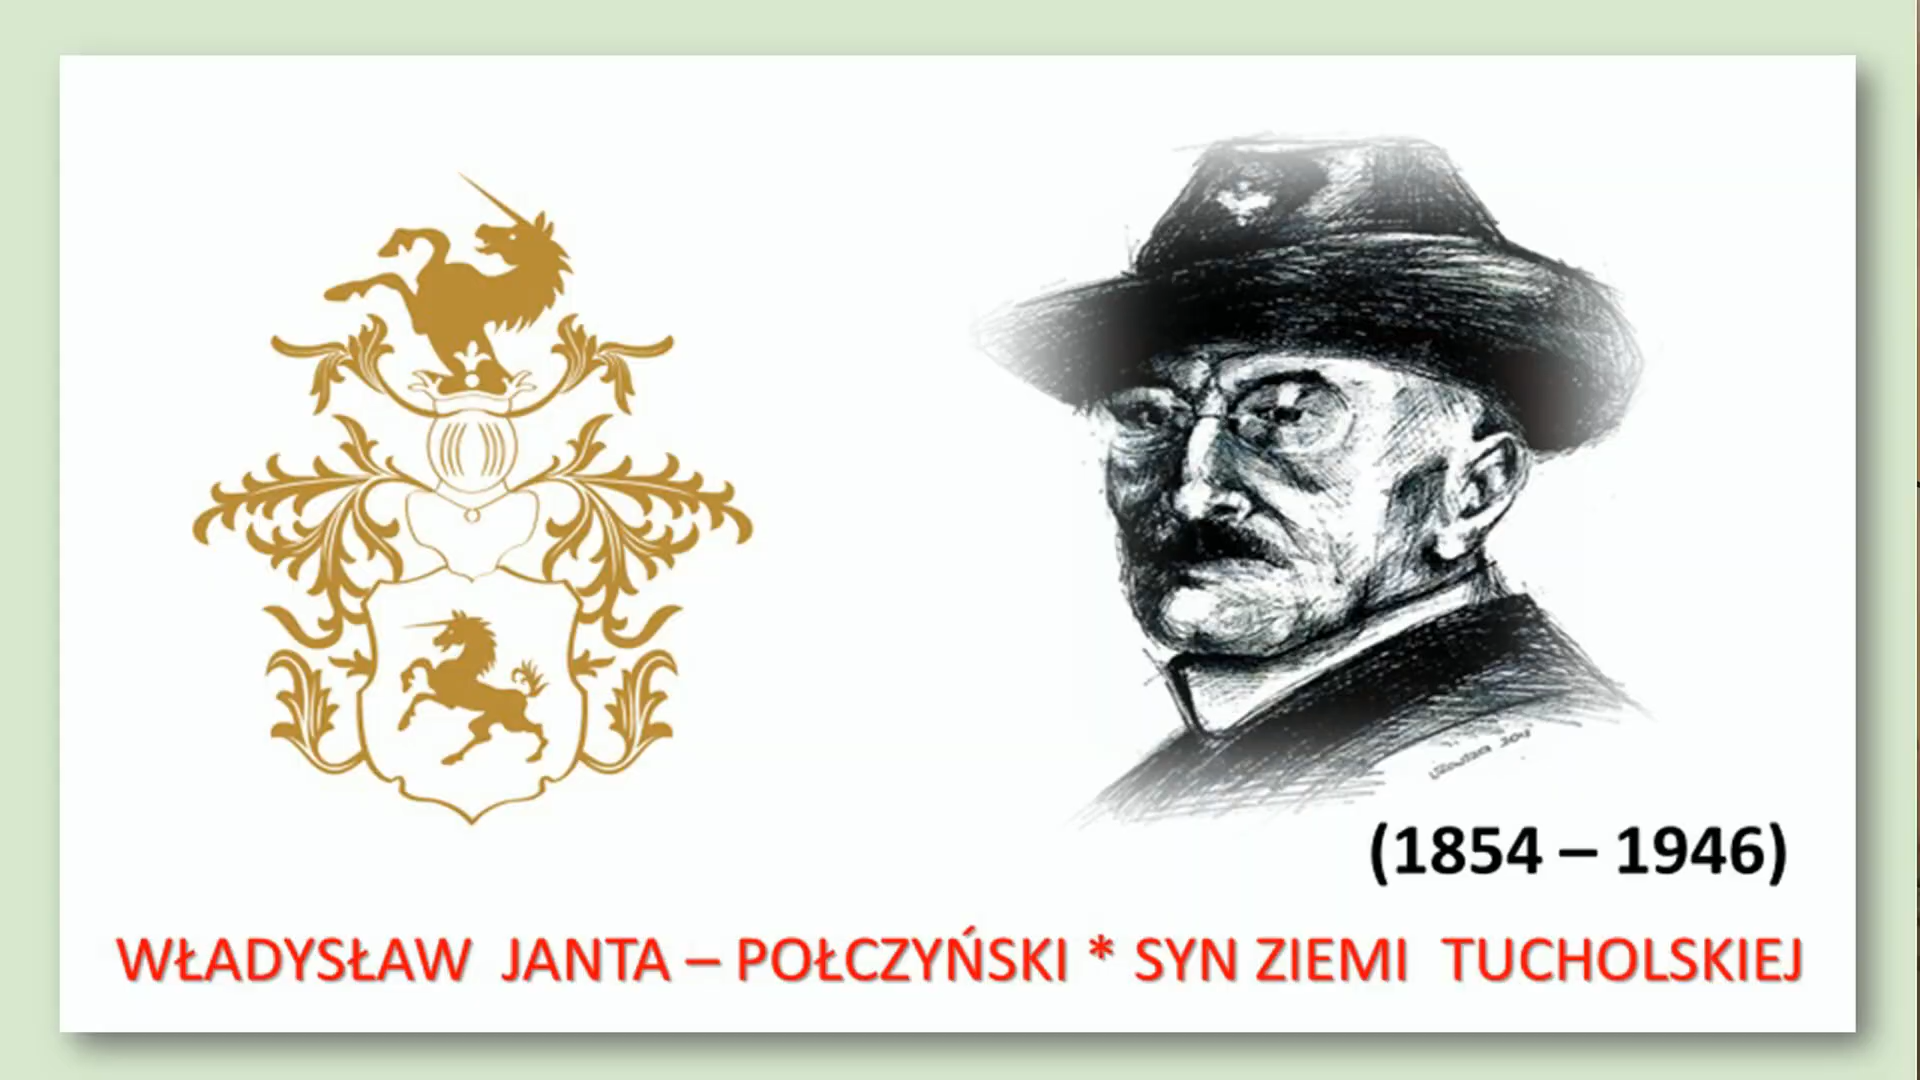 (1854 – 1946)
WŁADYSŁAW JANTA – POŁCZYŃSKI * SYN ZIEMI TUCHOLSKIEJ